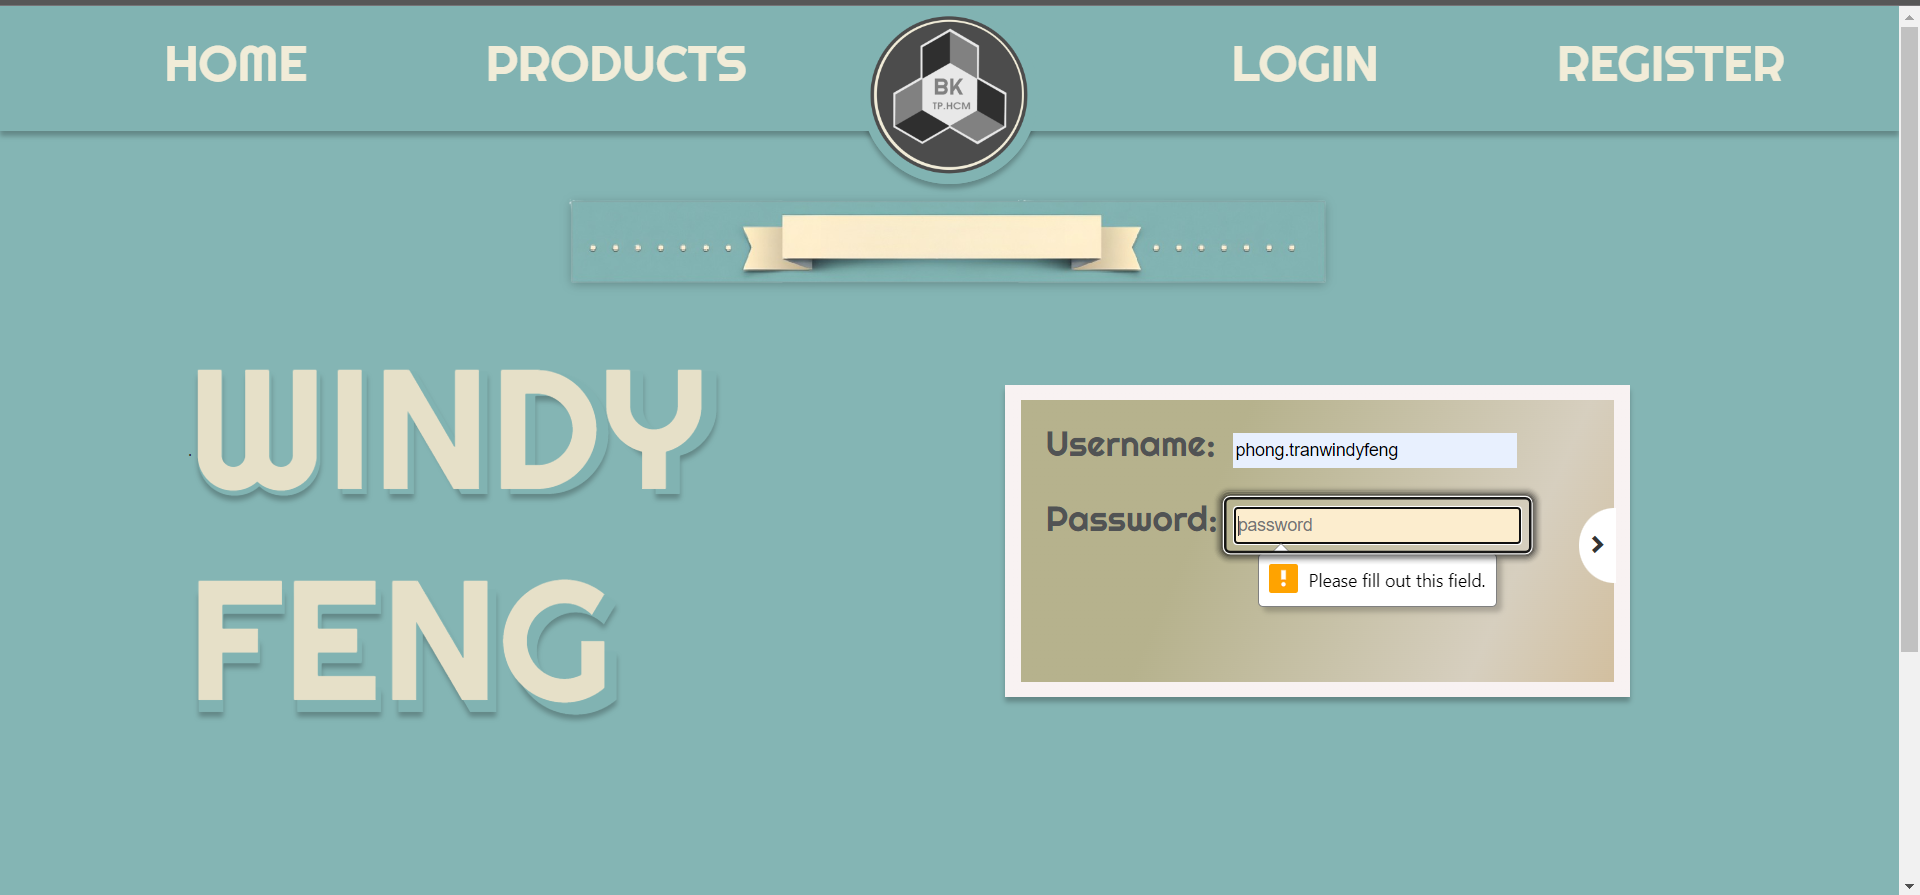 HOME PRODUCTS LOGIN REGISTER
BK
TP.HCM
WINDY
FENG
Username: phong.tranwindyfeng
Password: password
Please fill out this field.